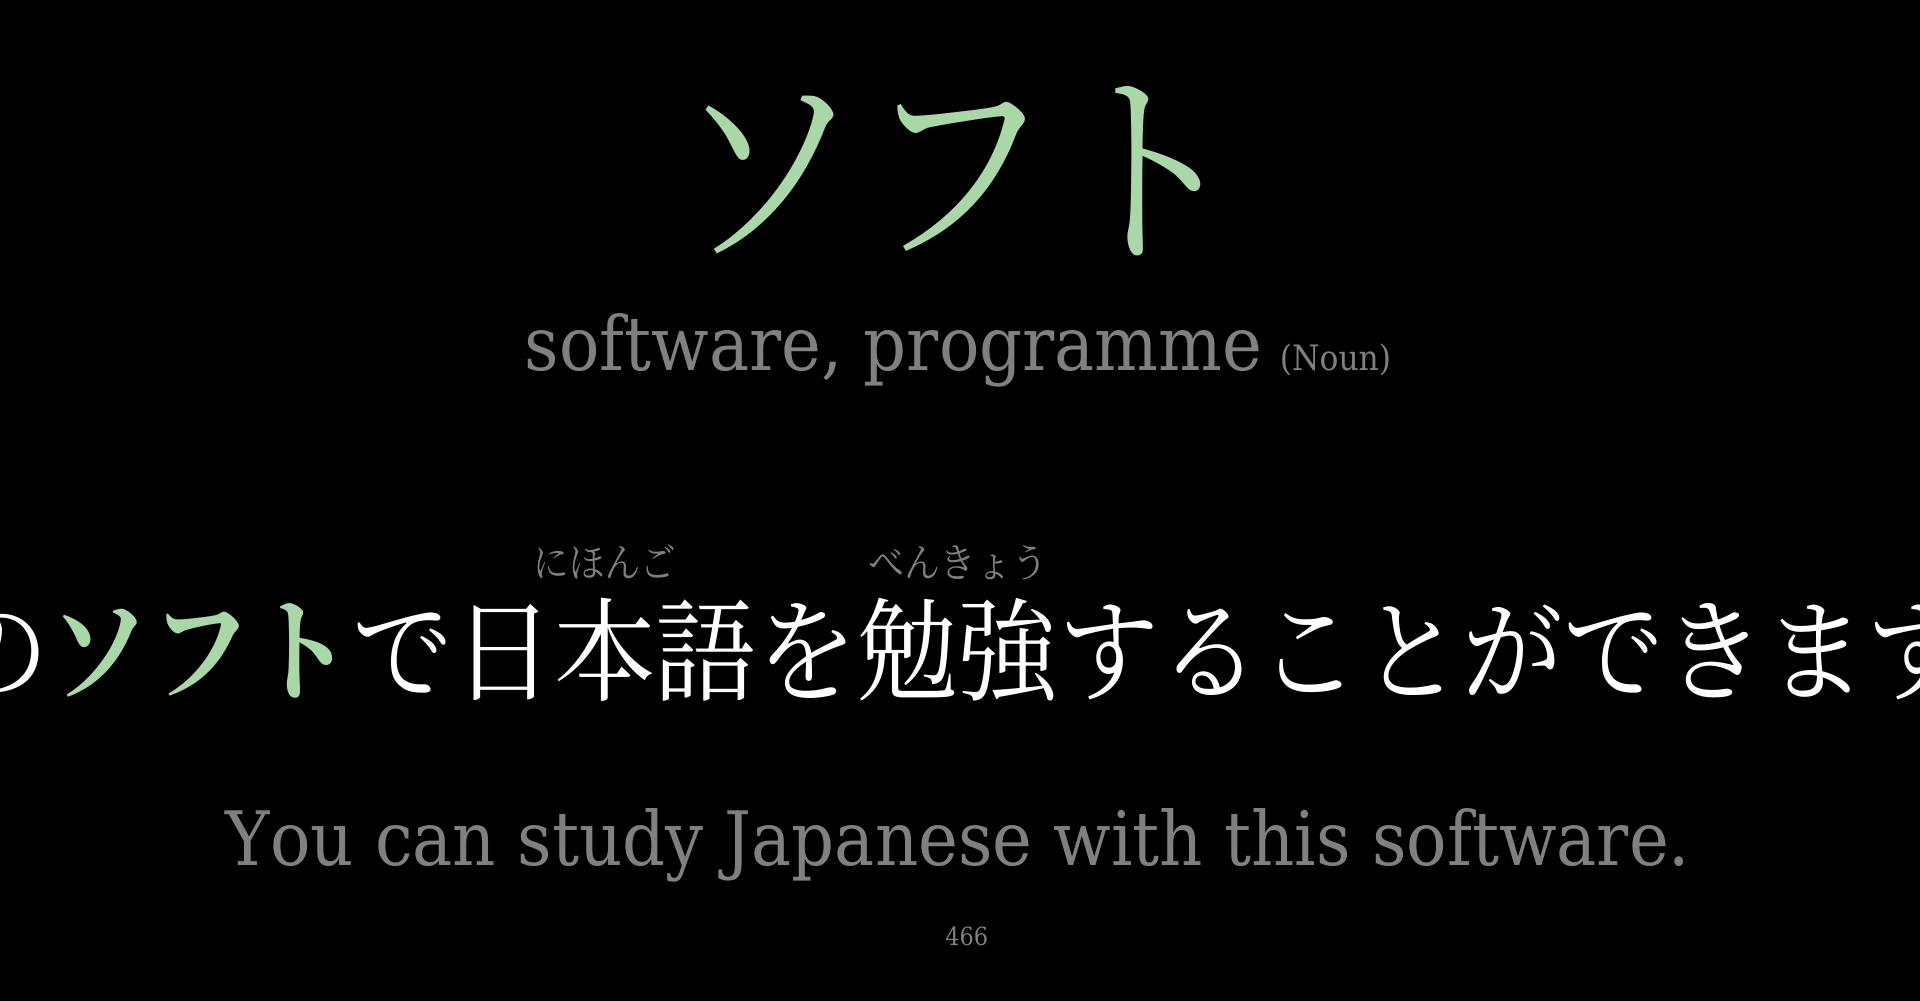 ソフト
software, programme (Noun)
にほんご べんきょう
のソフトで日本語を勉強することができます
You can study Japanese with this software.
466